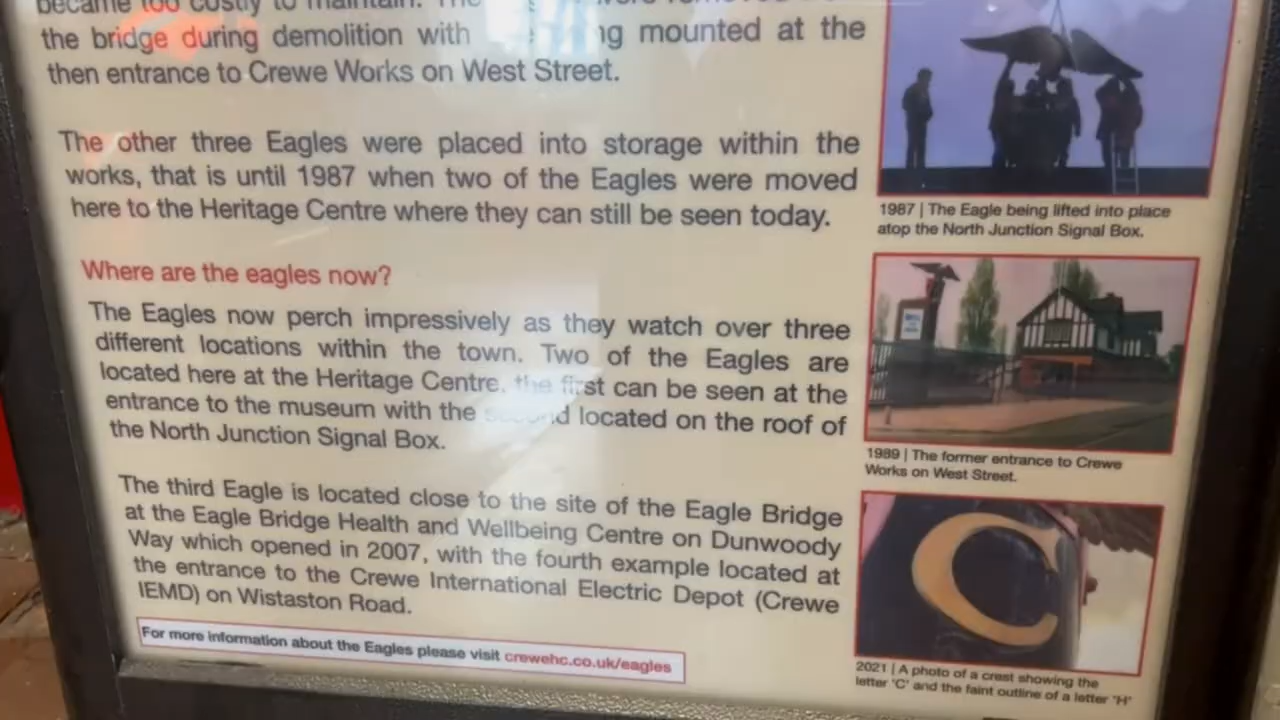 became too costly to maintain. The were removed
the bridge during demolition with mounted at the
then entrance to Crewe Works on West Street.
The other three Eagles were placed into storage within the
works, that is until 1987 when two of the Eagles were moved
here to the Heritage Centre where they can still be seen today.
Where are the eagles now?
The Eagles now perch impressively as they watch over three
different locations within the town. Two of the Eagles are
located here at the Heritage Centre, the first can be seen at the
entrance to the museum with the second located on the roof of
the North Junction Signal Box.
The third Eagle is located close to the site of the Eagle Bridge
at the Eagle Bridge Health and Wellbeing Centre on Dunwoody
Way which opened in 2007, with the fourth example located at
the entrance to the Crewe International Electric Depot (Crewe
IEMD) on Wistaston Road.
For more information about the Eagles please visit crewehc.co.uk/eagles
1987 | The Eagle being lifted into place
atop the North Junction Signal Box.
1989 | The former entrance to Crewe
Works on West Street.
C
2021 | A photo of a crest showing the
letter 'C' and the faint outline of a letter 'H'